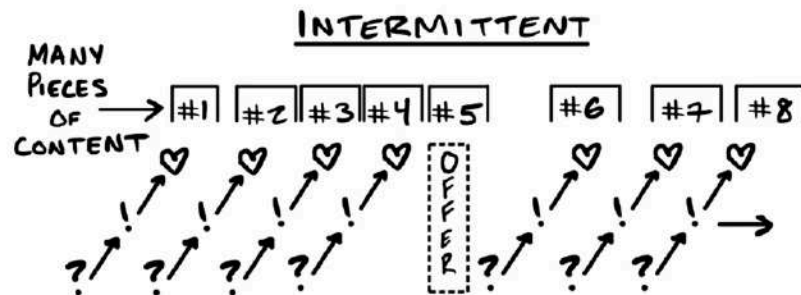 INTERMITTENT
MANY
PIECES
OF
CONTENT
#1 #2 #3 #4 #5 #6 #7 #8
OFFER
! ! ! ! ! ! !
? ? ? ? ? ? ?